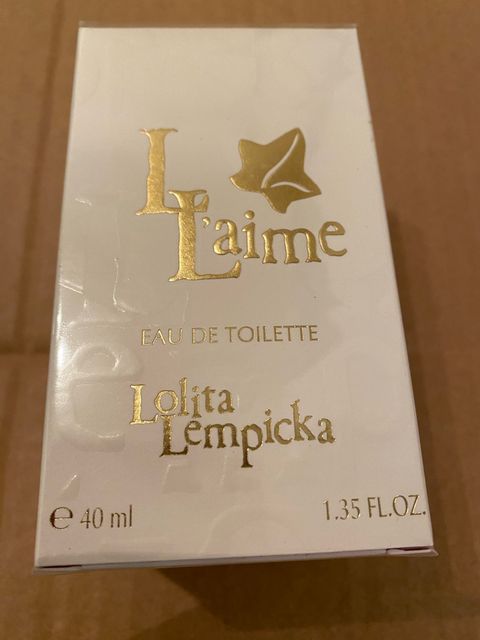 L
L'aime
EAU DE TOILETTE
Lolita
Lempicka
e 40 ml
1.35 FL.OZ.